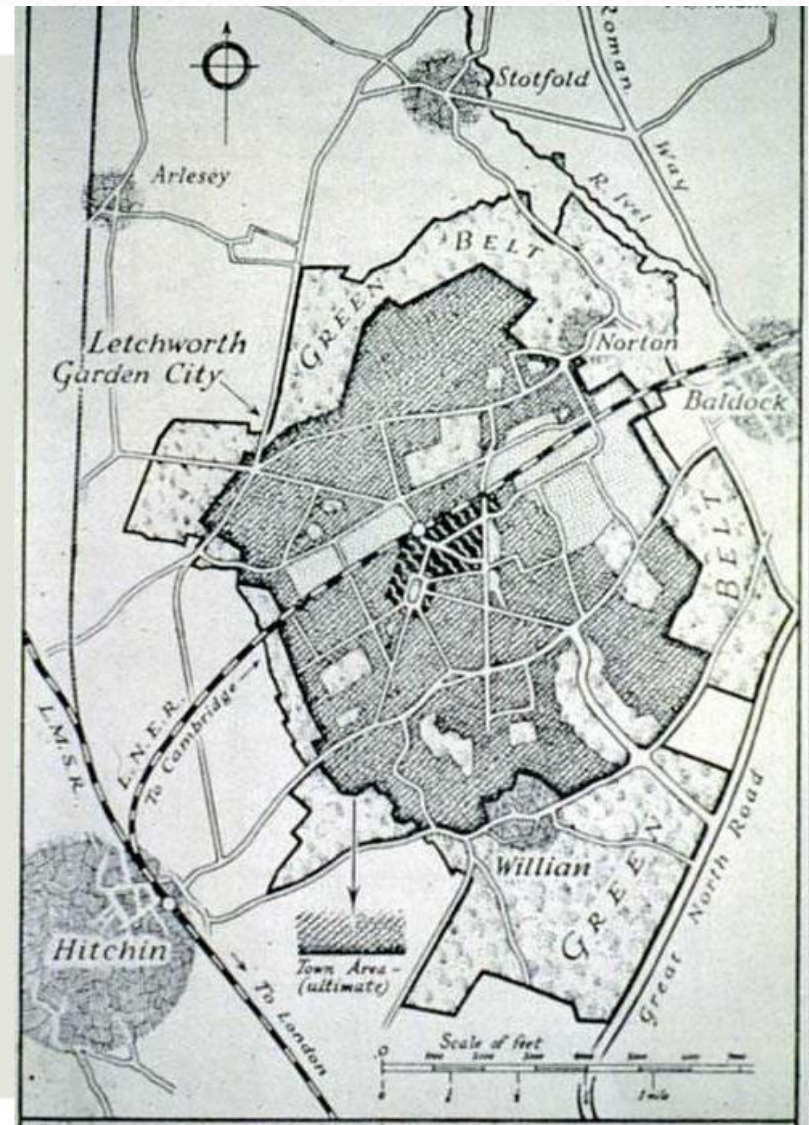 Roman Way
Stotfold
R. Ivel
Arlesey
GREEN BELT
Letchworth
Garden City
Norton
Baldock
BELT
GREEN
L.M.S.R.
L.N.E.R.
To Cambridge
Willian
Great North Road
Hitchin
To London
Town Area -
(ultimate)
Scale of feet
0
1 mile